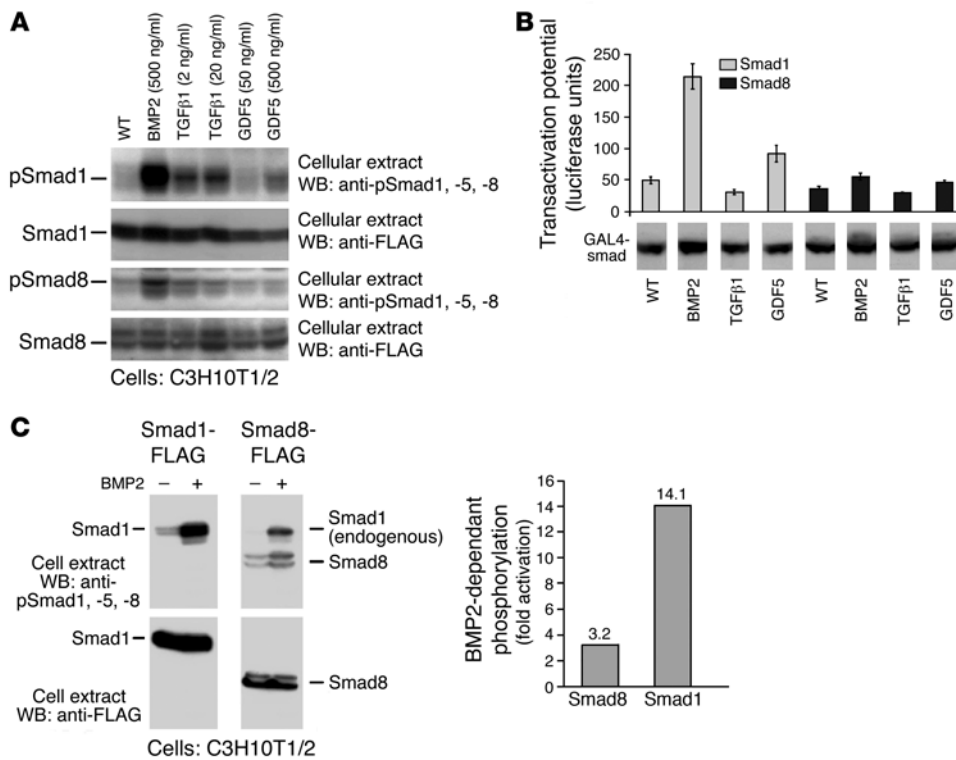 A
WT
BMP2 (500 ng/ml)
TGFβ1 (2 ng/ml)
TGFβ1 (20 ng/ml)
GDF5 (50 ng/ml)
GDF5 (500 ng/ml)
pSmad1
Cellular extract
WB: anti-pSmad1, -5, -8
Smad1
Cellular extract
WB: anti-FLAG
pSmad8
Cellular extract
WB: anti-pSmad1, -5, -8
Smad8
Cellular extract
WB: anti-FLAG
Cells: C3H10T1/2
B
Transactivation potential
(luciferase units)
250
200
150
100
50
0
Smad1
Smad8
GAL4-
smad
WT
BMP2
TGFβ1
GDF5
WT
BMP2
TGFβ1
GDF5
C
Smad1-
FLAG
Smad8-
FLAG
BMP2
– +
– +
Smad1
Cell extract
WB: anti-
pSmad1, -5, -8
Smad1
(endogenous)
Smad8
Smad1
Cell extract
WB: anti-FLAG
Smad8
Cells: C3H10T1/2
BMP2-dependant
phosphorylation
(fold activation)
16
14
12
10
8
6
4
2
0
3.2
14.1
Smad8
Smad1